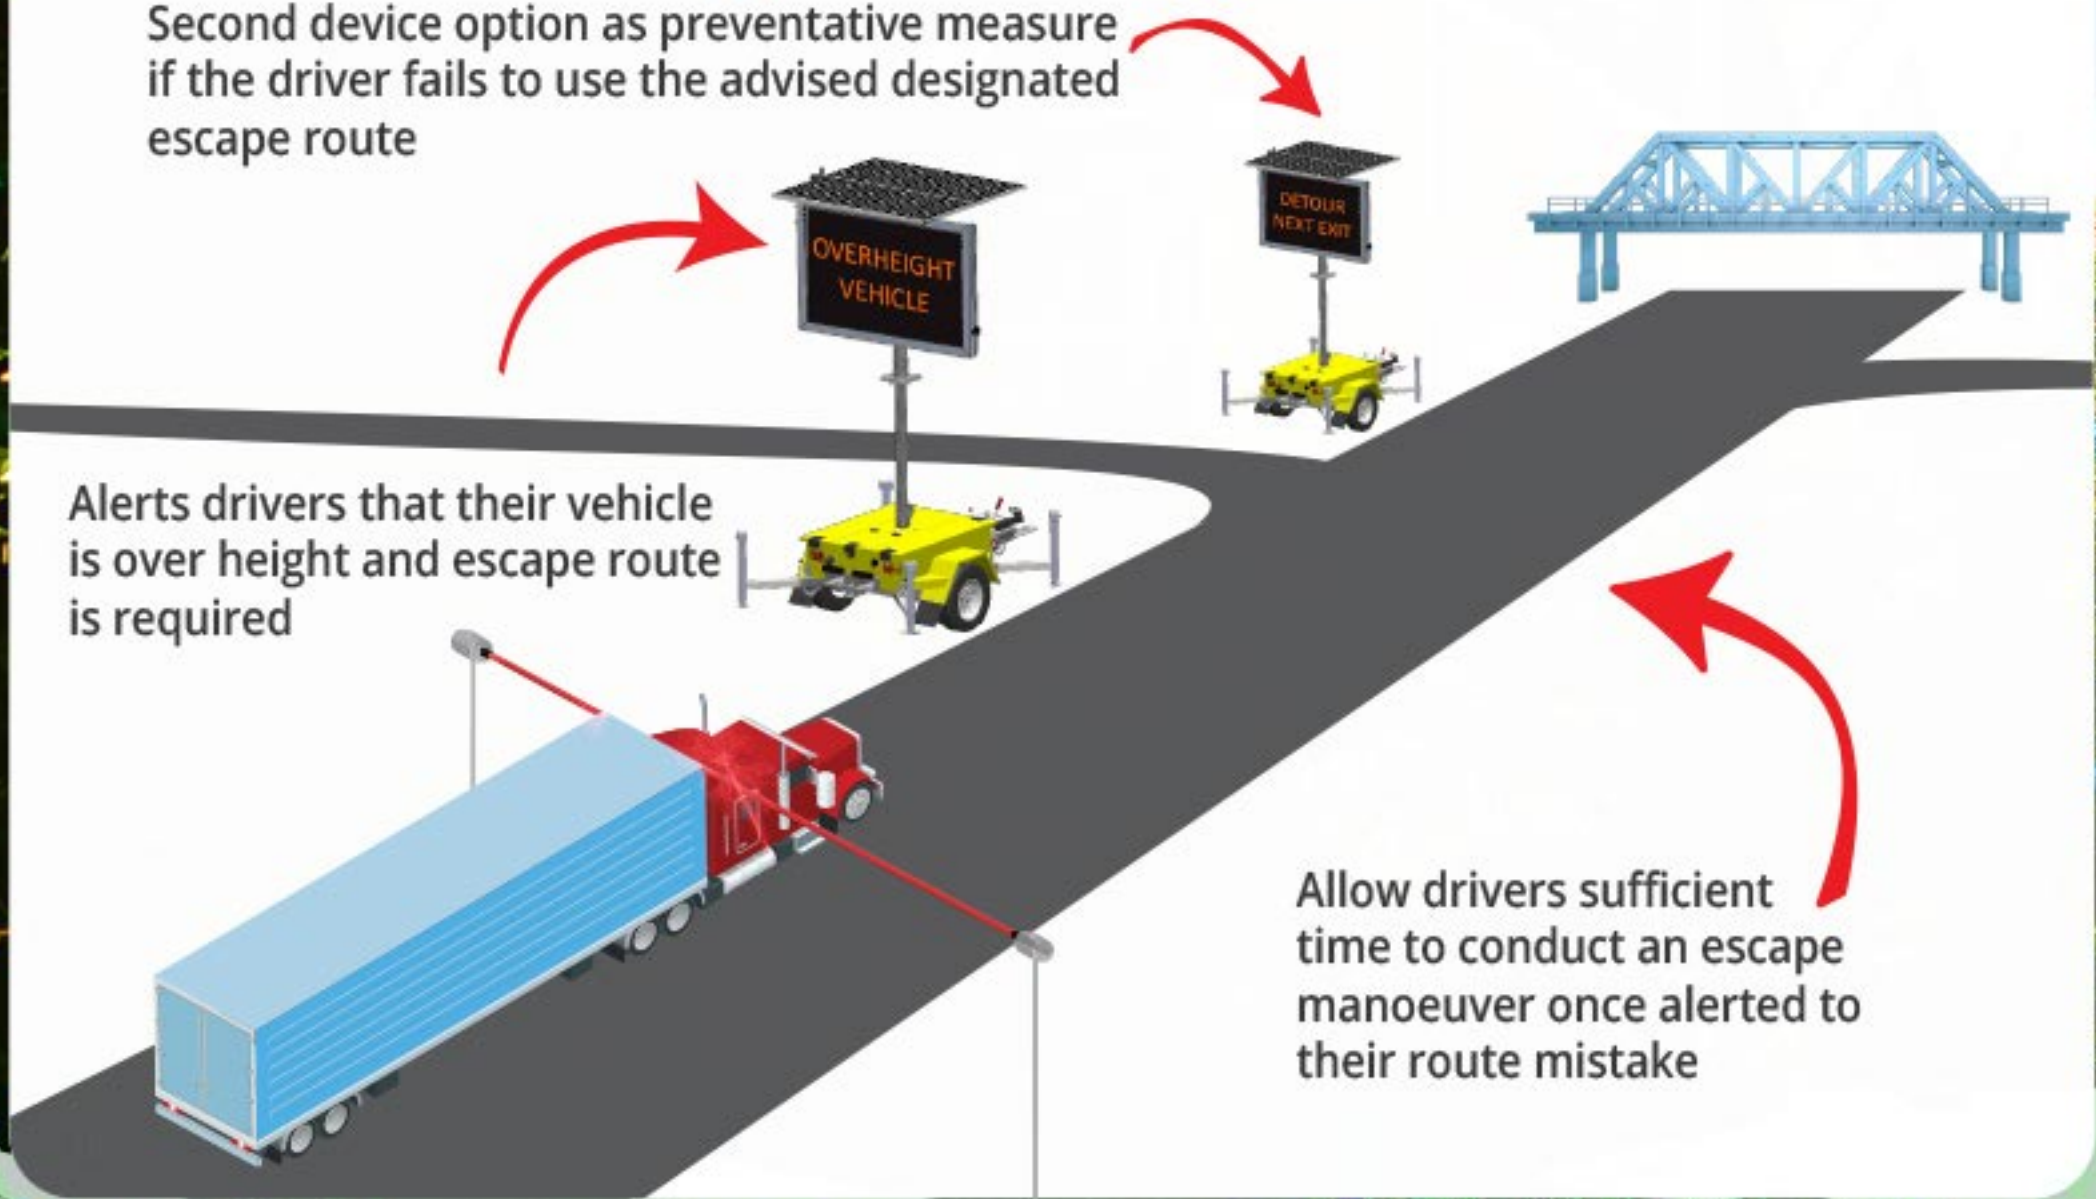 Second device option as preventative measure
if the driver fails to use the advised designated
escape route
DETOUR
NEXT EXIT
OVERHEIGHT
VEHICLE
Alerts drivers that their vehicle
is over height and escape route
is required
Allow drivers sufficient
time to conduct an escape
manoeuver once alerted to
their route mistake